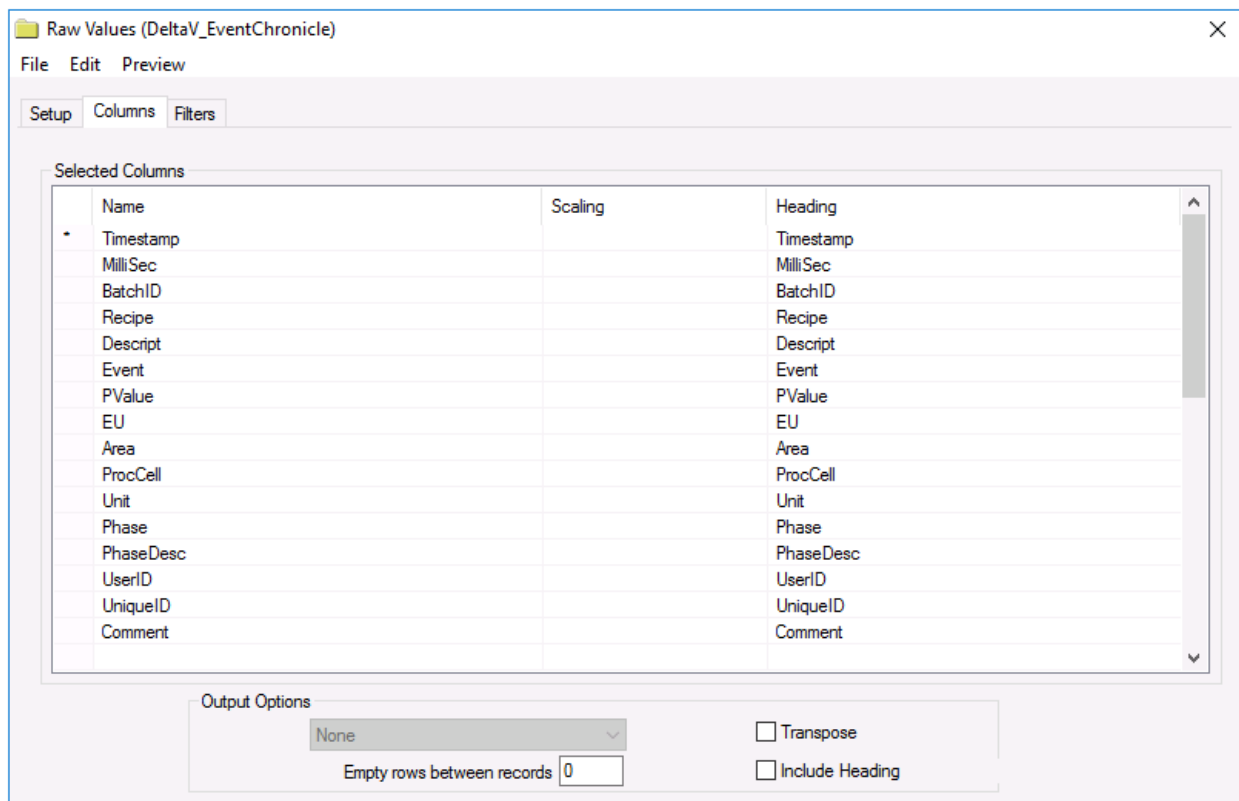 Raw Values (DeltaV_EventChronicle)
File Edit Preview
Setup Columns Filters
Selected Columns
Name Scaling Heading
* Timestamp Timestamp
MilliSec MilliSec
BatchID BatchID
Recipe Recipe
Descript Descript
Event Event
PValue PValue
EU EU
Area Area
ProcCell ProcCell
Unit Unit
Phase Phase
PhaseDesc PhaseDesc
UserID UserID
UniqueID UniqueID
Comment Comment
Output Options
None Transpose
Empty rows between records 0 Include Heading